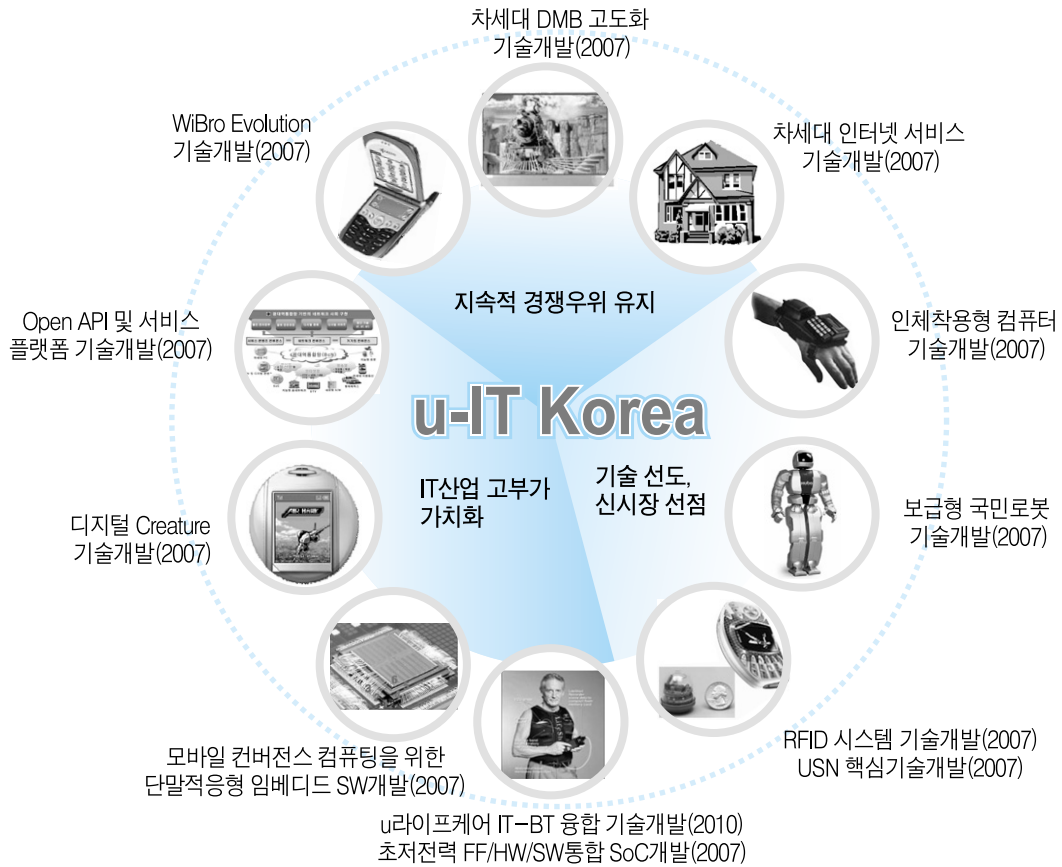 차세대 DMB 고도화
기술개발(2007)
WiBro Evolution
기술개발(2007)
차세대 인터넷 서비스
기술개발(2007)
지속적 경쟁우위 유지
Open API 및 서비스
플랫폼 기술개발(2007)
인체착용형 컴퓨터
기술개발(2007)
u-IT Korea
IT산업 고부가
가치화
기술 선도,
신시장 선점
디지털 Creature
기술개발(2007)
보급형 국민로봇
기술개발(2007)
모바일 컨버전스 컴퓨팅을 위한
단말적응형 임베디드 SW개발(2007)
RFID 시스템 기술개발(2007)
USN 핵심기술개발(2007)
u라이프케어 IT-BT 융합 기술개발(2010)
초저전력 FF/HW/SW통합 SoC개발(2007)